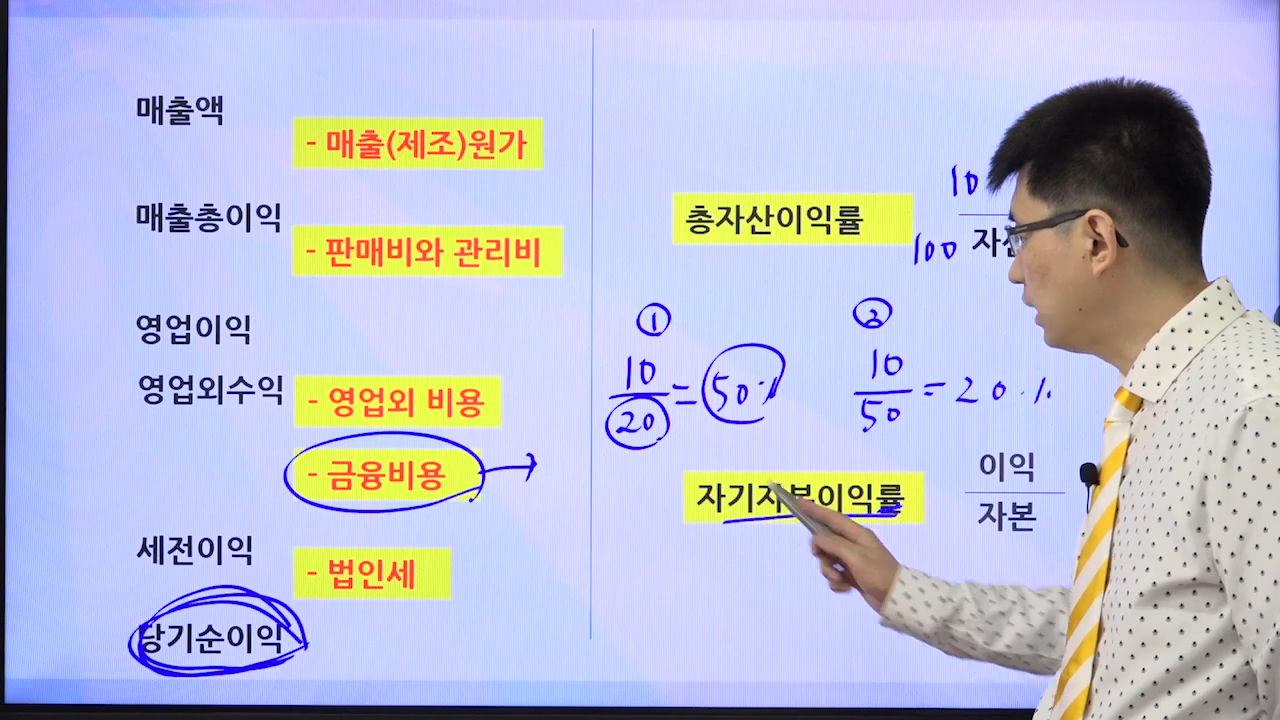 매출액
- 매출(제조)원가
매출총이익
- 판매비와 관리비
영업이익
영업외수익
- 영업외 비용
- 금융비용
세전이익
- 법인세
당기순이익
총자산이익률
10
100
① ②
10/20 = 50%
10/50 = 20%
자기자본이익률
이익
자본